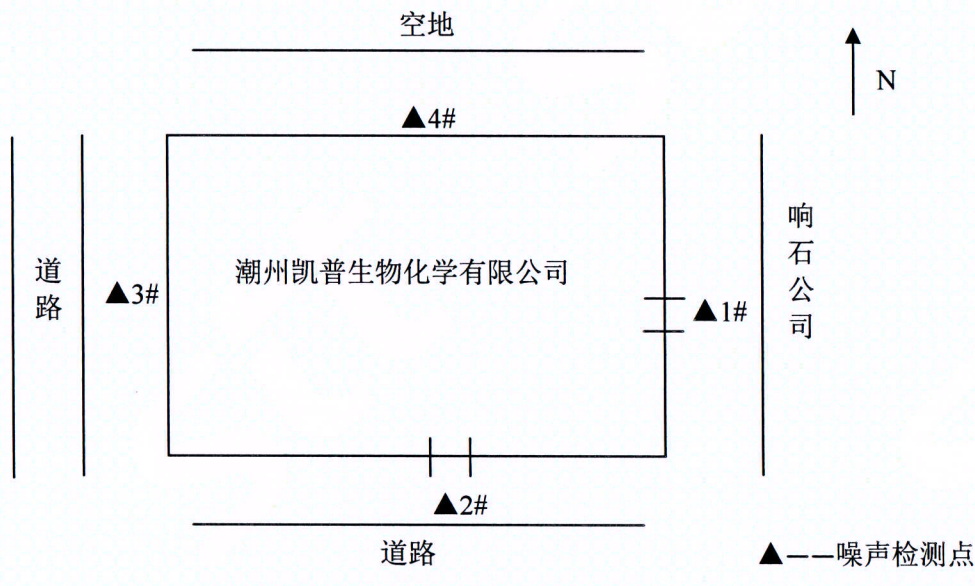 空地
N
▲4#
道路
▲3#
潮州凯普生物化学有限公司
▲1#
响石公司
▲2#
道路
▲——噪声检测点